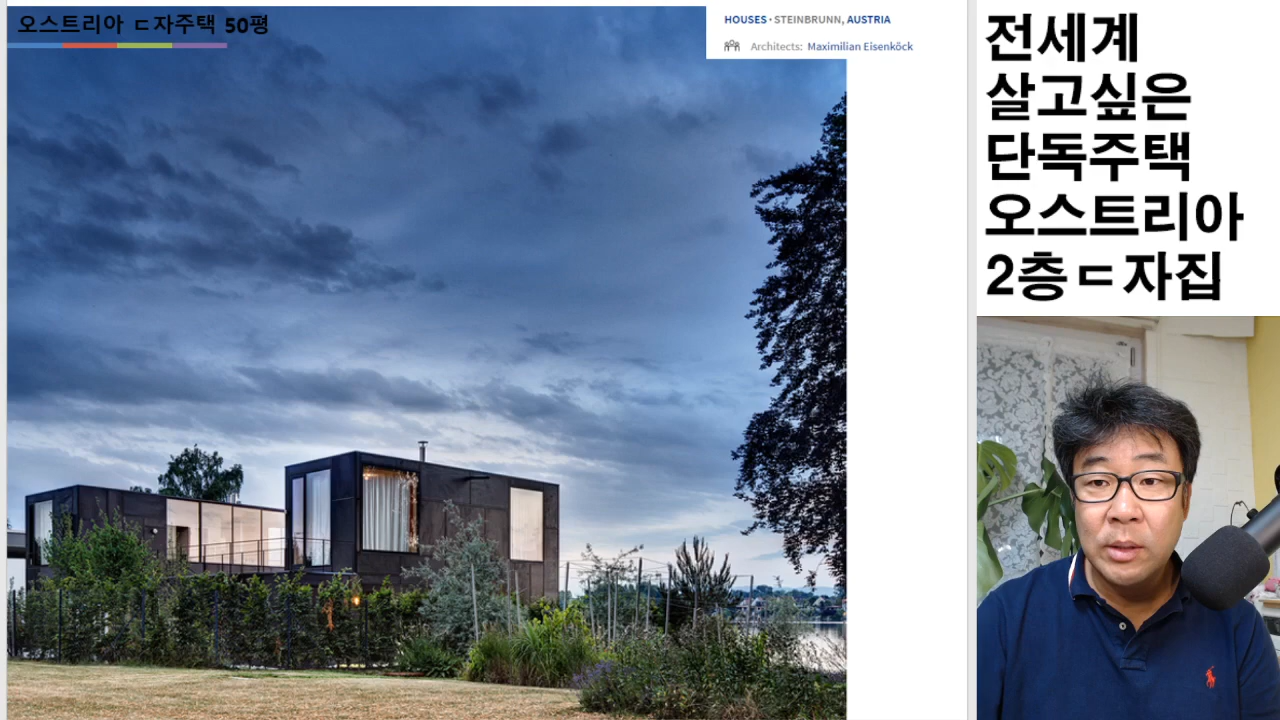 오스트리아 ㄷ자주택 50평
HOUSES · STEINBRUNN, AUSTRIA
Architects: Maximilian Eisenköck
전세계
살고싶은
단독주택
오스트리아
2층ㄷ자집